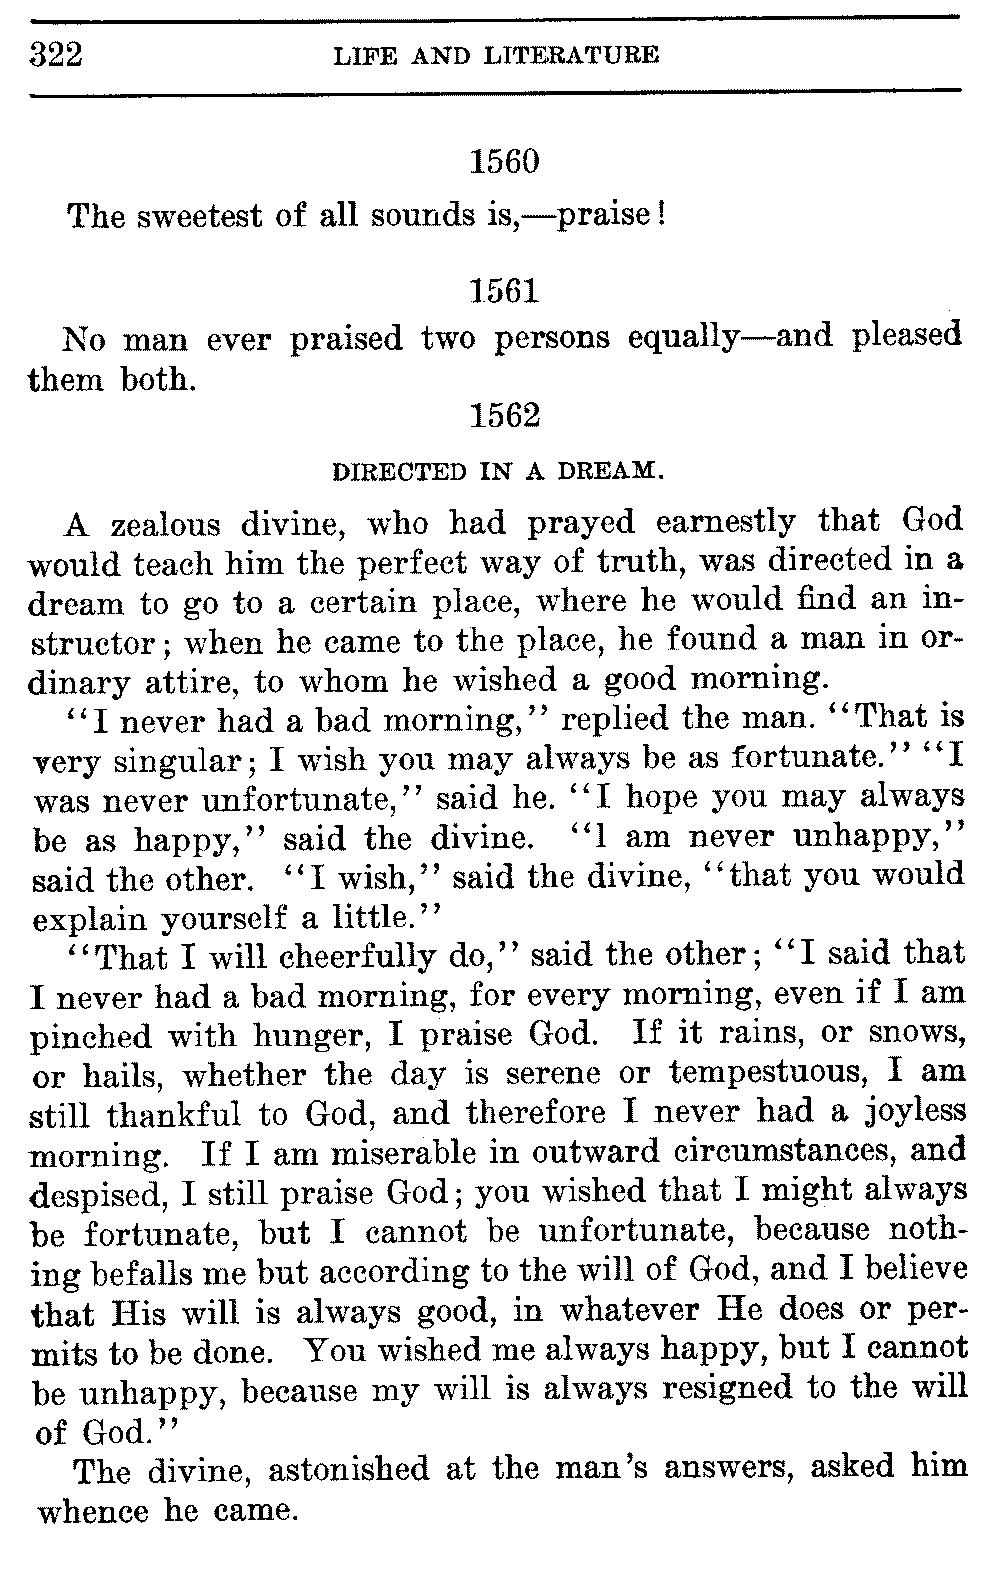 322 LIFE AND LITERATURE
1560
The sweetest of all sounds is,—praise!
1561
No man ever praised two persons equally—and pleased
them both.
1562
DIRECTED IN A DREAM.
A zealous divine, who had prayed earnestly that God
would teach him the perfect way of truth, was directed in a
dream to go to a certain place, where he would find an in-
structor; when he came to the place, he found a man in or-
dinary attire, to whom he wished a good morning.
"I never had a bad morning," replied the man. "That is
very singular; I wish you may always be as fortunate." "I
was never unfortunate," said he. "I hope you may always
be as happy," said the divine. "I am never unhappy,"
said the other. "I wish," said the divine, "that you would
explain yourself a little."
"That I will cheerfully do," said the other; "I said that
I never had a bad morning, for every morning, even if I am
pinched with hunger, I praise God. If it rains, or snows,
or hails, whether the day is serene or tempestuous, I am
still thankful to God, and therefore I never had a joyless
morning. If I am miserable in outward circumstances, and
despised, I still praise God; you wished that I might always
be fortunate, but I cannot be unfortunate, because noth-
ing befalls me but according to the will of God, and I believe
that His will is always good, in whatever He does or per-
mits to be done. You wished me always happy, but I cannot
be unhappy, because my will is always resigned to the will
of God."
The divine, astonished at the man's answers, asked him
whence he came.